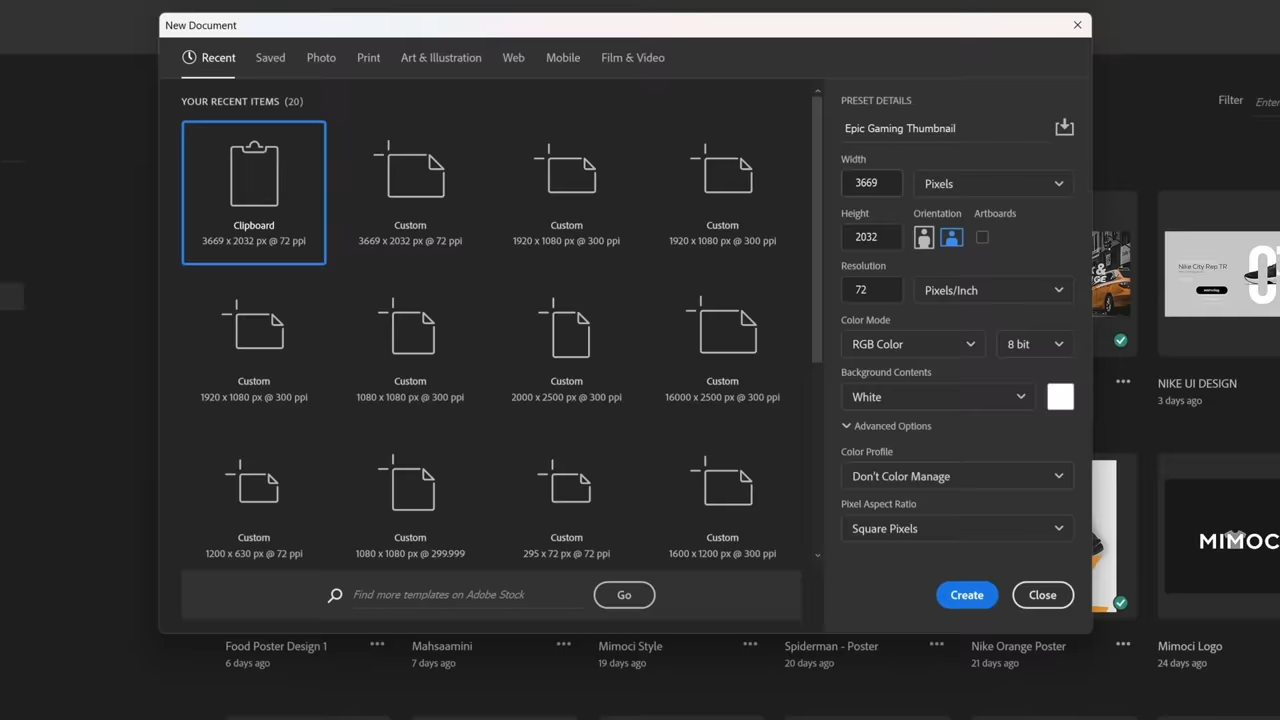 New Document
Recent
Saved
Photo
Print
Art & Illustration
Web
Mobile
Film & Video
YOUR RECENT ITEMS (20)
Clipboard
3669 x 2032 px @ 72 ppi
Custom
3669 x 2032 px @ 72 ppi
Custom
1920 x 1080 px @ 300 ppi
Custom
1920 x 1080 px @ 300 ppi
Custom
1920 x 1080 px @ 300 ppi
Custom
1080 x 1080 px @ 300 ppi
Custom
2000 x 2500 px @ 300 ppi
Custom
16000 x 2500 px @ 300 ppi
Custom
1200 x 630 px @ 72 ppi
Custom
1080 x 1080 px @ 299.999
Custom
295 x 72 px @ 72 ppi
Custom
1600 x 1200 px @ 300 ppi
Find more templates on Adobe Stock
Go
PRESET DETAILS
Epic Gaming Thumbnail
Width
3669
Pixels
Height
Orientation
Artboards
2032
Resolution
72
Pixels/Inch
Color Mode
RGB Color
8 bit
Background Contents
White
Advanced Options
Color Profile
Don't Color Manage
Pixel Aspect Ratio
Square Pixels
Create
Close
Filter
Enter
Nike City Rep TR
NIKE UI DESIGN
3 days ago
MIMOC
Food Poster Design 1
6 days ago
Mahsaamini
7 days ago
Mimoci Style
19 days ago
Spiderman - Poster
20 days ago
Nike Orange Poster
21 days ago
Mimoci Logo
24 days ago